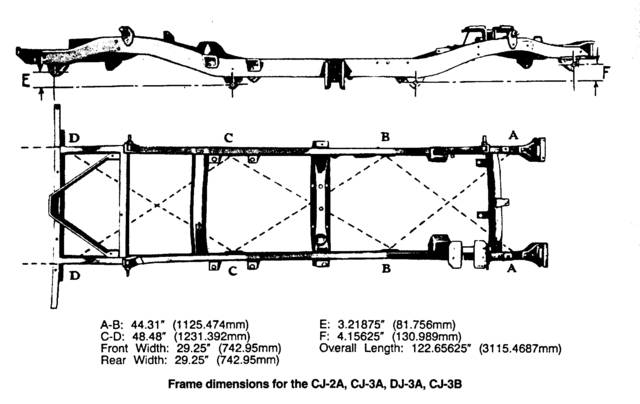 E
F
D
C
B
A
D
C
B
A
A-B: 44.31" (1125.474mm)
C-D: 48.48" (1231.392mm)
Front Width: 29.25" (742.95mm)
Rear Width: 29.25" (742.95mm)
E: 3.21875" (81.756mm)
F: 4.15625" (130.989mm)
Overall Length: 122.65625" (3115.4687mm)
Frame dimensions for the CJ-2A, CJ-3A, DJ-3A, CJ-3B